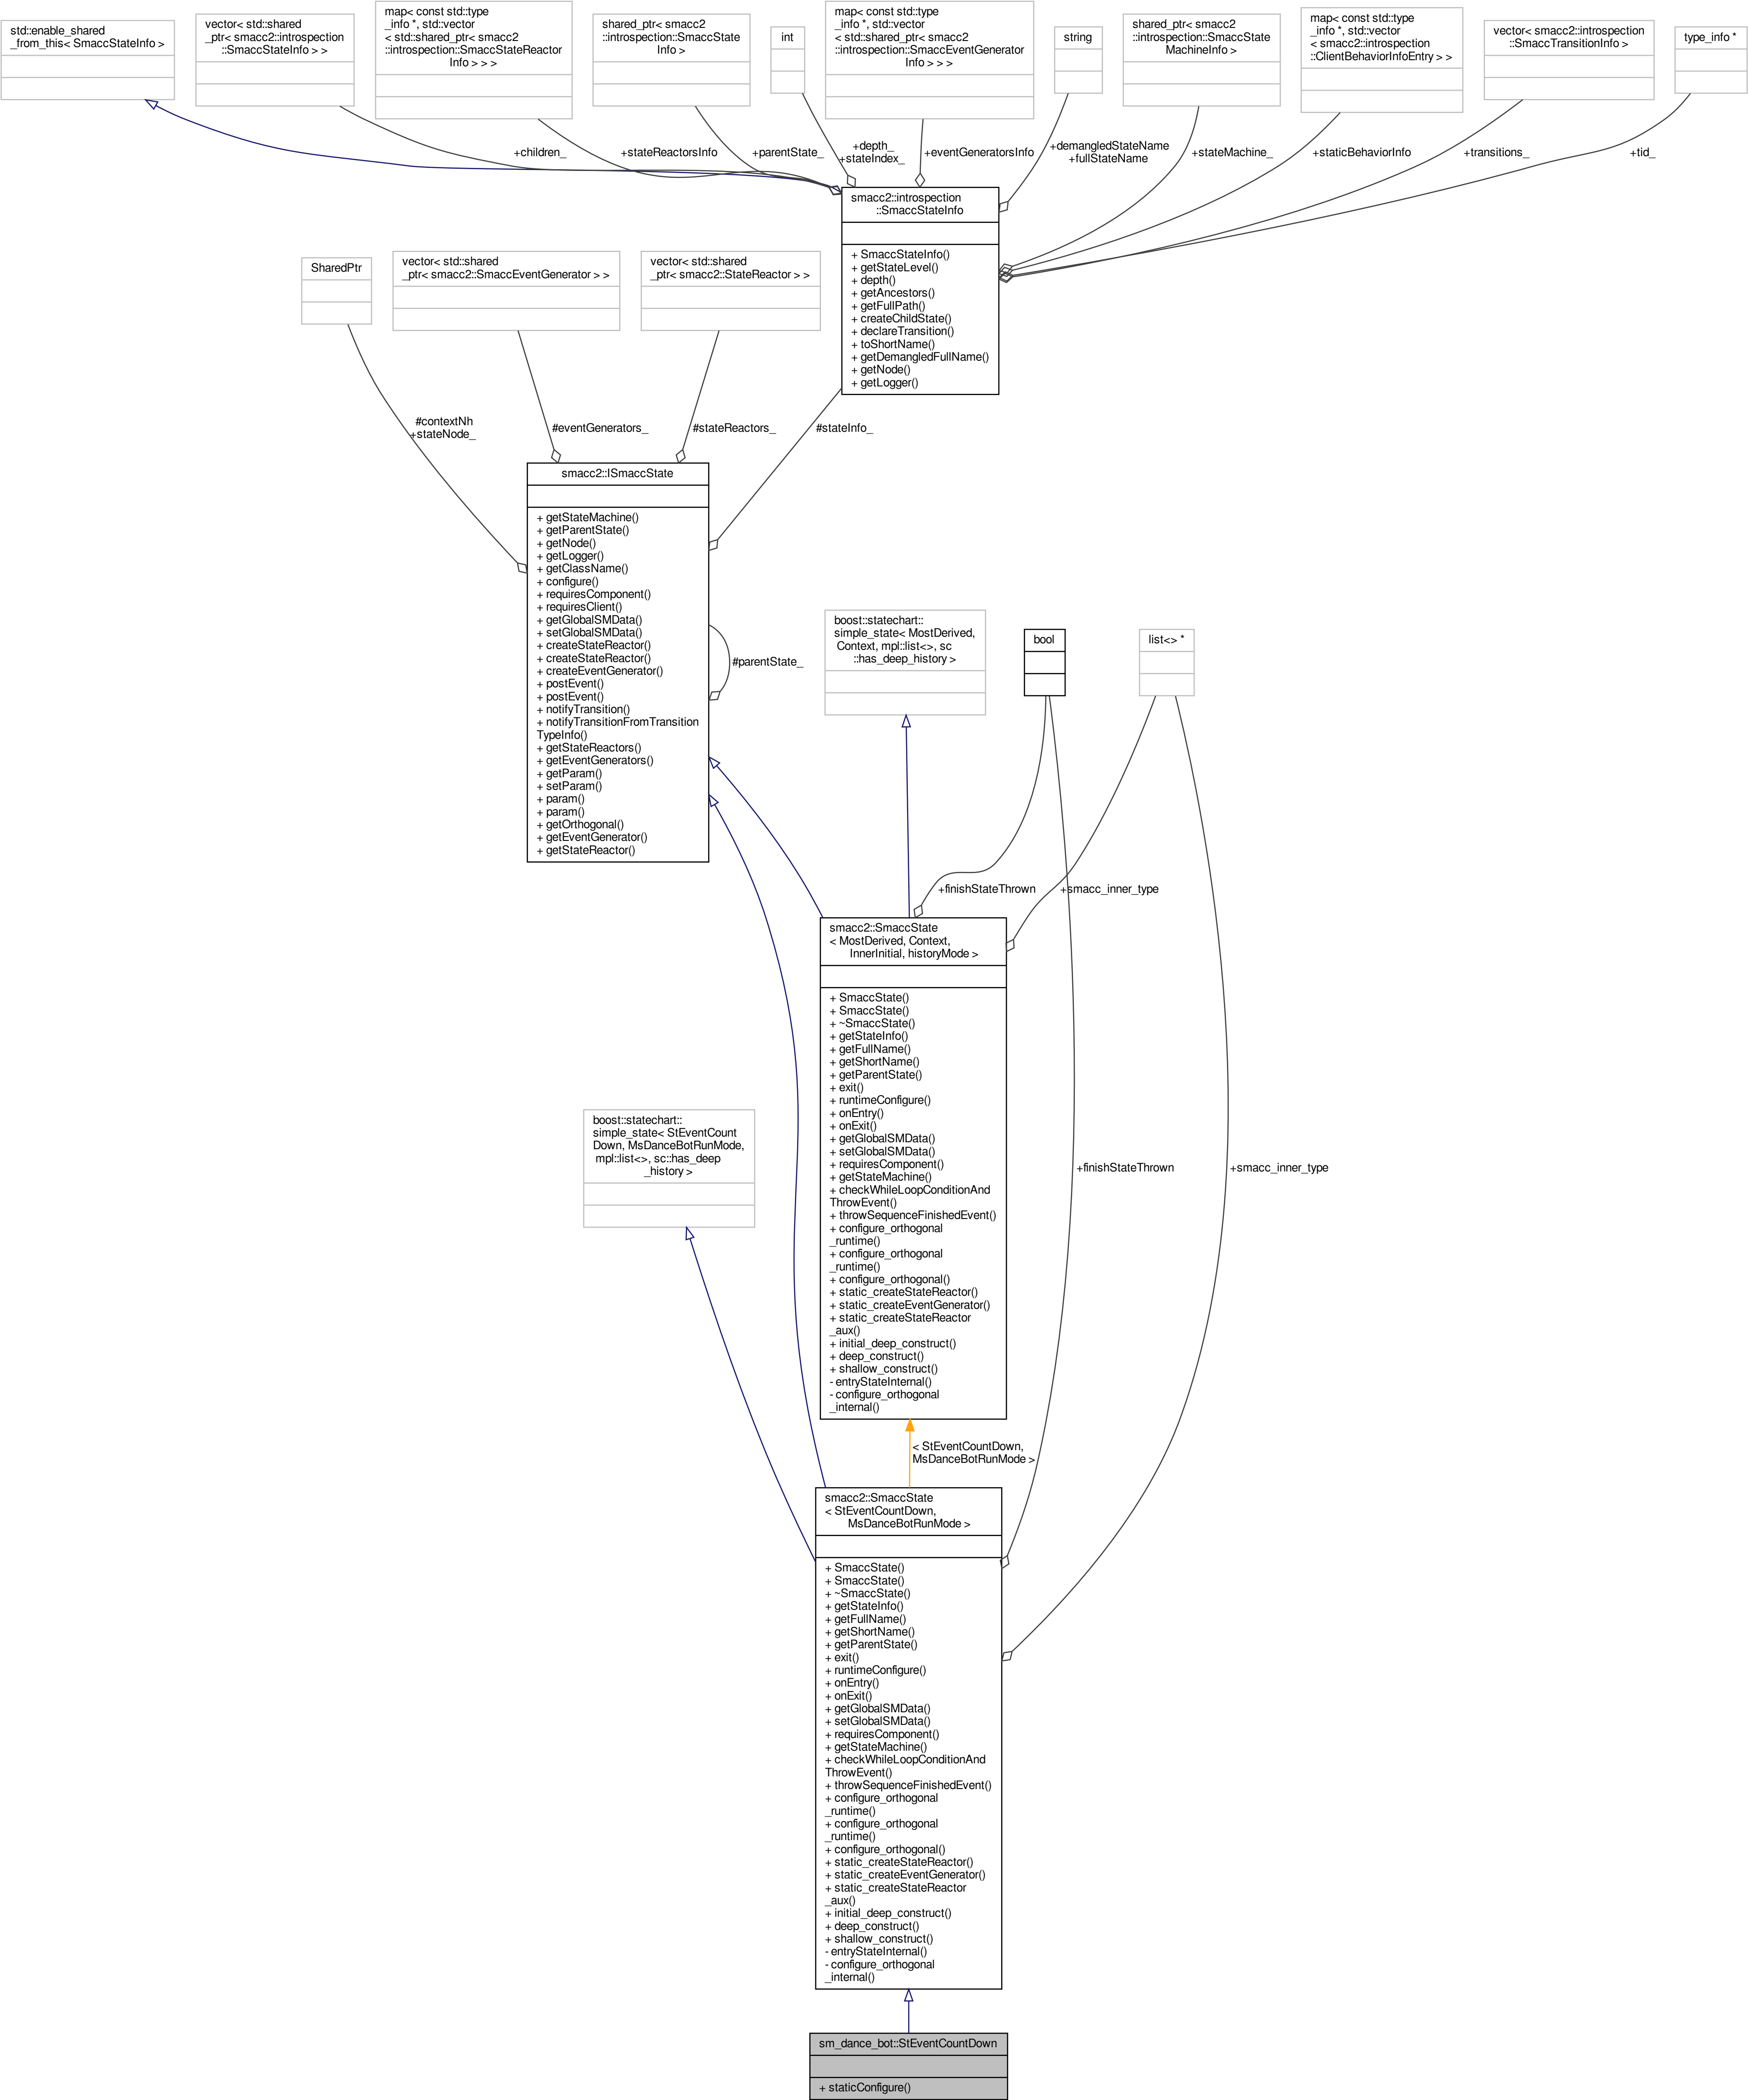 std::enable_shared
_from_this< SmaccStateInfo >
vector< std::shared
_ptr< smacc2::introspection
::SmaccStateInfo > >
map< const std::type
_info *, std::vector
< std::shared_ptr< smacc2
::introspection::SmaccStateReactor
Info > > >
shared_ptr< smacc2
::introspection::SmaccState
Info >
int
map< const std::type
_info *, std::vector
< std::shared_ptr< smacc2
::introspection::SmaccEventGenerator
Info > > >
string
shared_ptr< smacc2
::introspection::SmaccState
MachineInfo >
map< const std::type
_info *, std::vector
< smacc2::introspection
::ClientBehaviorInfoEntry > >
vector< smacc2::introspection
::SmaccTransitionInfo >
type_info *
+children_
+stateReactorsInfo
+parentState_
+depth_
+stateIndex_
+eventGeneratorsInfo
+demangledStateName
+fullStateName
+stateMachine_
+staticBehaviorInfo
+transitions_
+tid_
smacc2::introspection
::SmaccStateInfo
+ SmaccStateInfo()
+ getStateLevel()
+ depth()
+ getAncestors()
+ getFullPath()
+ createChildState()
+ declareTransition()
+ toShortName()
+ getDemangledFullName()
+ getNode()
+ getLogger()
SharedPtr
vector< std::shared
_ptr< smacc2::SmaccEventGenerator > >
vector< std::shared
_ptr< smacc2::StateReactor > >
#contextNh
+stateNode_
#eventGenerators_
#stateReactors_
#stateInfo_
smacc2::ISmaccState
+ getStateMachine()
+ getParentState()
+ getNode()
+ getLogger()
+ getClassName()
+ configure()
+ requiresComponent()
+ requiresClient()
+ getGlobalSMData()
+ setGlobalSMData()
+ createStateReactor()
+ createStateReactor()
+ createEventGenerator()
+ postEvent()
+ postEvent()
+ notifyTransition()
+ notifyTransitionFromTransition
TypeInfo()
+ getStateReactors()
+ getEventGenerators()
+ getParam()
+ setParam()
+ param()
+ param()
+ getOrthogonal()
+ getEventGenerator()
+ getStateReactor()
#parentState_
boost::statechart::
simple_state< MostDerived,
Context, mpl::list<>, sc
::has_deep_history >
bool
list<> *
+finishStateThrown
+smacc_inner_type
smacc2::SmaccState
< MostDerived, Context,
InnerInitial, historyMode >
+ SmaccState()
+ SmaccState()
+ ~SmaccState()
+ getStateInfo()
+ getFullName()
+ getShortName()
+ getParentState()
+ exit()
+ runtimeConfigure()
+ onEntry()
+ onExit()
+ getGlobalSMData()
+ setGlobalSMData()
+ requiresComponent()
+ getStateMachine()
+ checkWhileLoopConditionAnd
ThrowEvent()
+ throwSequenceFinishedEvent()
+ configure_orthogonal
_runtime()
+ configure_orthogonal
_runtime()
+ configure_orthogonal()
+ static_createStateReactor()
+ static_createEventGenerator()
+ static_createStateReactor
_aux()
+ initial_deep_construct()
+ deep_construct()
+ shallow_construct()
- entryStateInternal()
- configure_orthogonal
_internal()
boost::statechart::
simple_state< StEventCount
Down, MsDanceBotRunMode,
mpl::list<>, sc::has_deep
_history >
+finishStateThrown
+smacc_inner_type
< StEventCountDown,
MsDanceBotRunMode >
smacc2::SmaccState
< StEventCountDown,
MsDanceBotRunMode >
+ SmaccState()
+ SmaccState()
+ ~SmaccState()
+ getStateInfo()
+ getFullName()
+ getShortName()
+ getParentState()
+ exit()
+ runtimeConfigure()
+ onEntry()
+ onExit()
+ getGlobalSMData()
+ setGlobalSMData()
+ requiresComponent()
+ getStateMachine()
+ checkWhileLoopConditionAnd
ThrowEvent()
+ throwSequenceFinishedEvent()
+ configure_orthogonal
_runtime()
+ configure_orthogonal
_runtime()
+ configure_orthogonal()
+ static_createStateReactor()
+ static_createEventGenerator()
+ static_createStateReactor
_aux()
+ initial_deep_construct()
+ deep_construct()
+ shallow_construct()
- entryStateInternal()
- configure_orthogonal
_internal()
sm_dance_bot::StEventCountDown
+ staticConfigure()